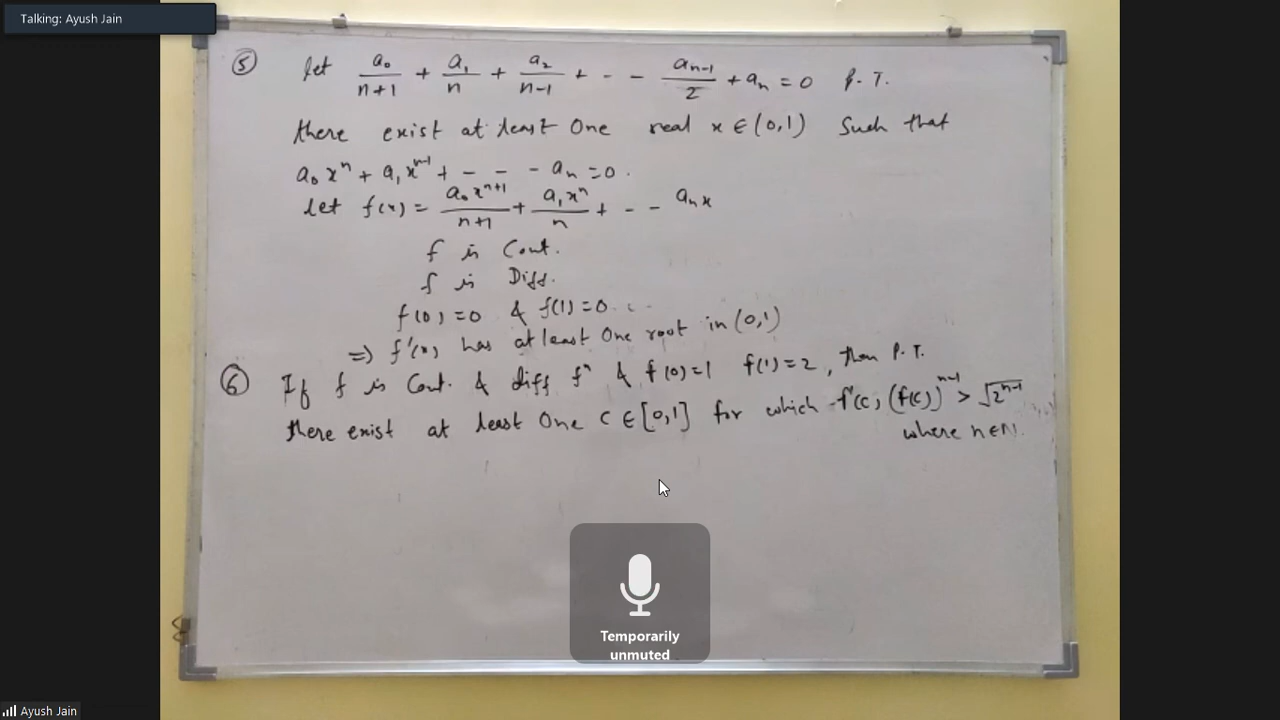 Talking: Ayush Jain
⑤ let a₀/(n+1) + a₁/n + a₂/(n-1) + - - aₙ₋₁/2 + aₙ = 0 P. T.
there exist at least One real x ∈ (0,1) Such that
a₀xⁿ + a₁xⁿ⁻¹ + - - - aₙ = 0.
let f(x) = a₀xⁿ⁺¹/(n+1) + a₁xⁿ/n + - - aₙx
f is Cont.
f is Diff.
f(0) = 0 & f(1) = 0.
⇒ f'(x) has at least One root in (0,1)
⑥ If f is Cont. & diff fⁿ & f(0)=1 f(1)=2, then P.T.
there exist at least One C ∈ [0,1] for which f'(c) (f(c))ⁿ⁻¹ > √2ⁿ⁻¹
where n∈N.
Temporarily
unmuted
Ayush Jain